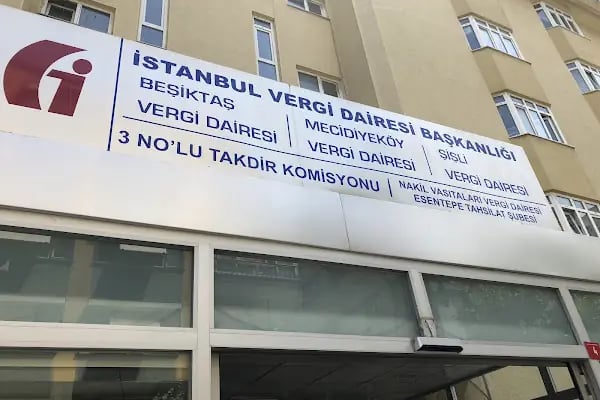 İSTANBUL VERGİ DAİRESİ BAŞKANLIĞI
BEŞİKTAŞ
VERGİ DAİRESİ
MECİDİYEKÖY
VERGİ DAİRESİ
ŞİŞLİ
VERGİ DAİRESİ
3 NO'LU TAKDİR KOMİSYONU
NAKİL VASITALARI VERGİ DAİRESİ
ESENTEPE TAHSİLAT ŞUBESİ